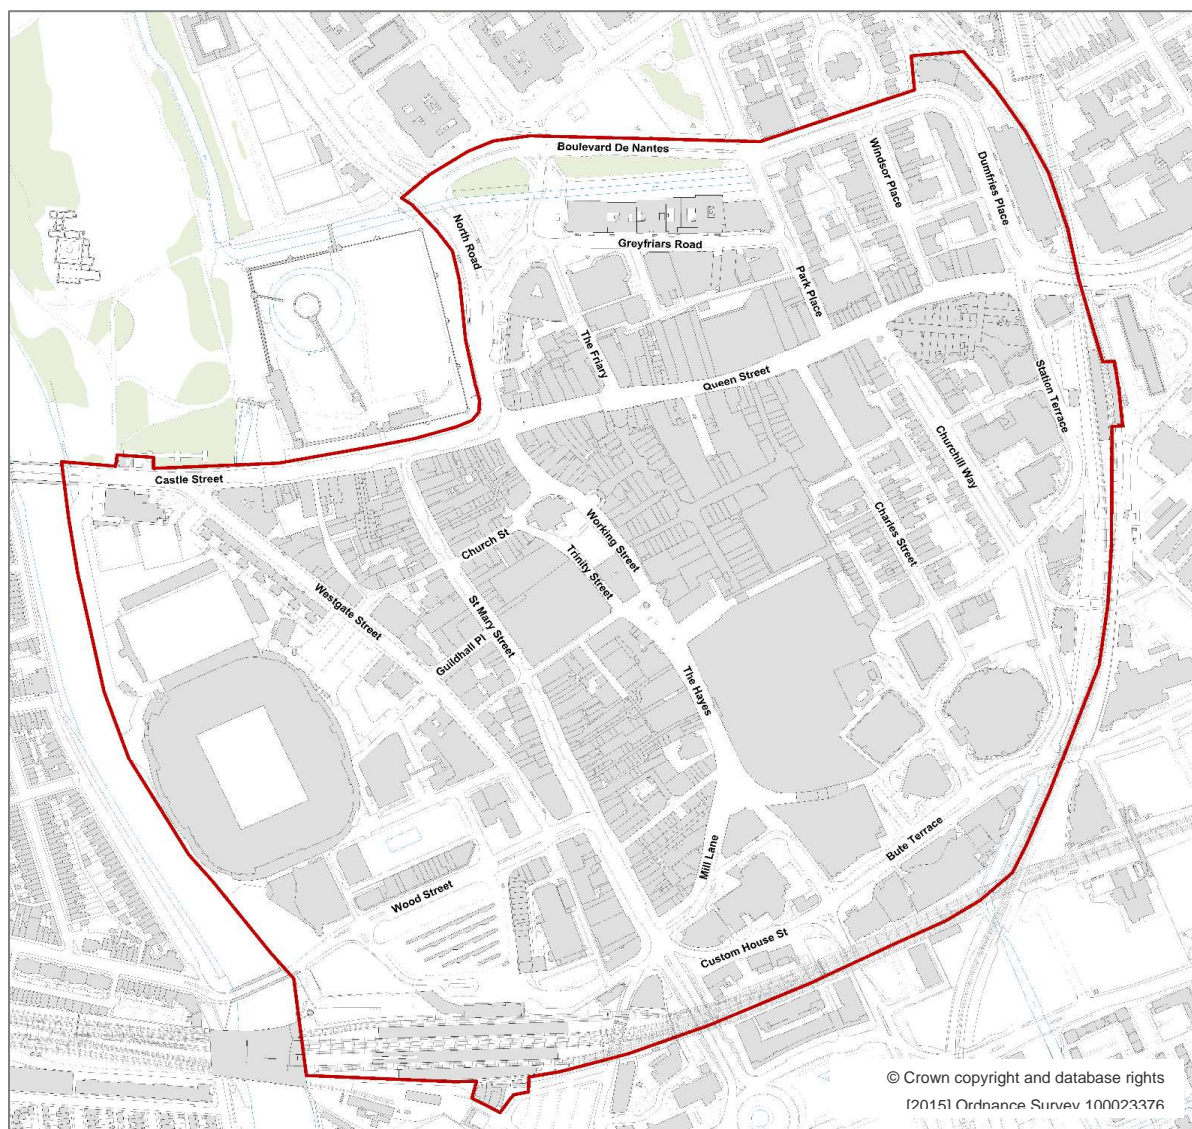 Boulevard De Nantes
Windsor Place
Dumfries Place
North Road
Greyfriars Road
Park Place
The Friary
Queen Street
Station Terrace
Churchill Way
Castle Street
Charles Street
Working Street
Church St
Trinity Street
Westgate Street
St Mary Street
Guildhall Pl
The Hayes
Mill Lane
Bute Terrace
Wood Street
Custom House St
© Crown copyright and database rights
[2015] Ordnance Survey 100023376